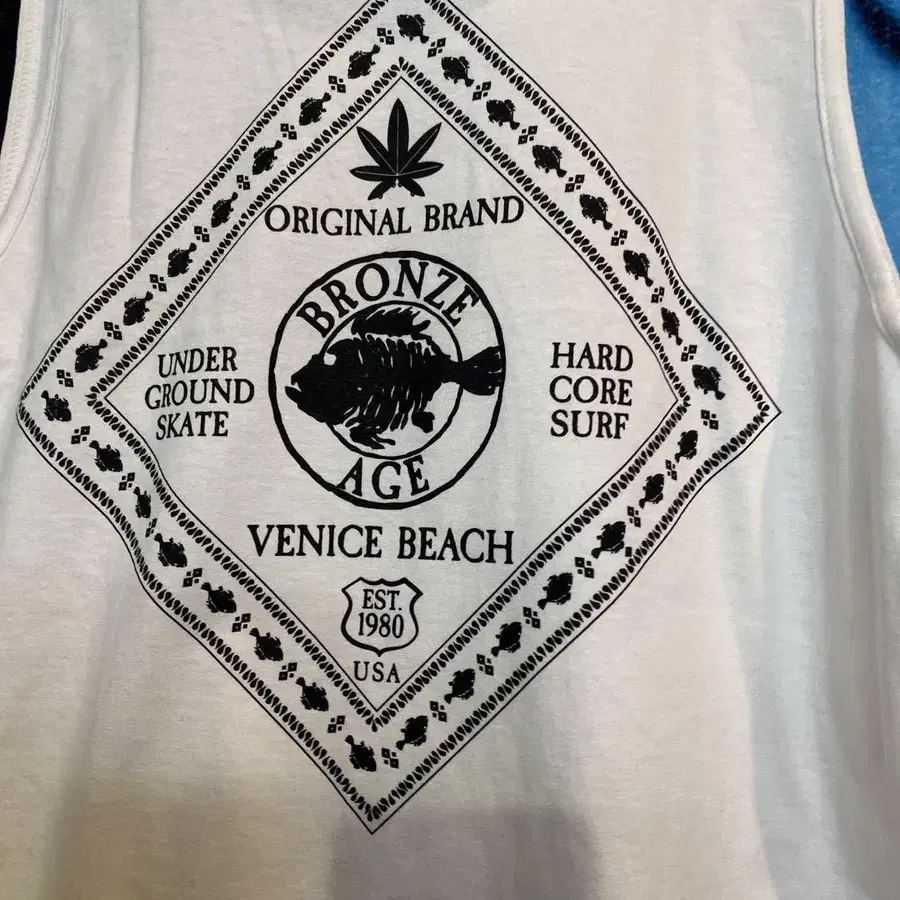 ORIGINAL BRAND
BRONZE
AGE
UNDER
GROUND
SKATE
HARD
CORE
SURF
VENICE BEACH
EST.
1980
USA